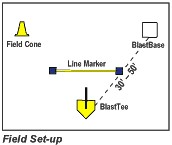 Field Cone
BlastBase
Line Marker
50'
30'
BlastTee
Field Set-up